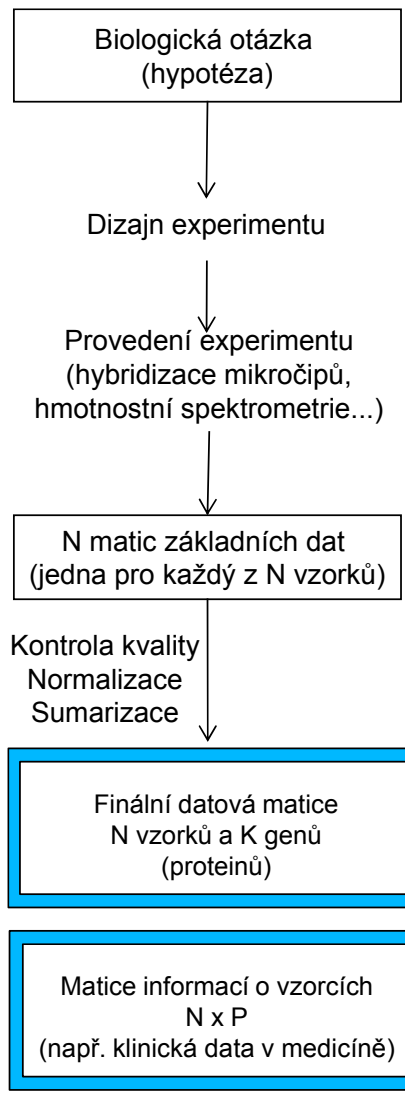 Biologická otázka
(hypotéza)
Dizajn experimentu
Provedení experimentu
(hybridizace mikročipů,
hmotnostní spektrometrie...)
N matic základních dat
(jedna pro každý z N vzorků)
Kontrola kvality
Normalizace
Sumarizace
Finální datová matice
N vzorků a K genů
(proteinů)
Matice informací o vzorcích
N x P
(např. klinická data v medicíně)